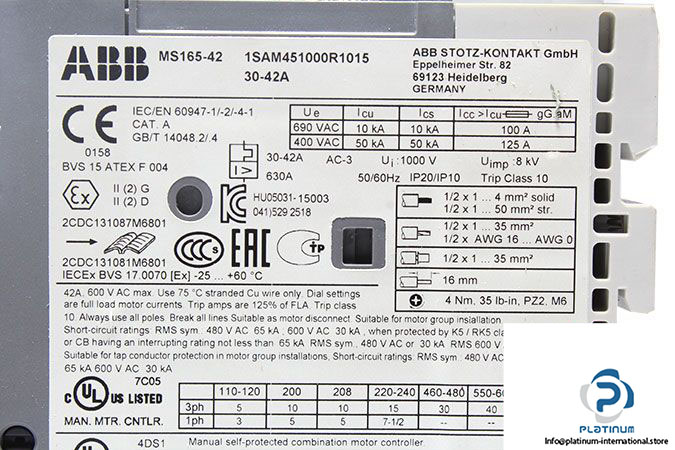 ABB MS165-42 1SAM451000R1015
30-42A
ABB STOTZ-KONTAKT GmbH
Eppelheimer Str. 82
69123 Heidelberg
GERMANY
CE
0158
IEC/EN 60947-1/-2/-4-1
CAT. A
GB/T 14048.2/.4
Ue Icu Ics Icc >Icu gG,aM
690 VAC 10 kA 10 kA 100 A
400 VAC 50 kA 50 kA 125 A
BVS 15 ATEX F 004
Ex II (2) G
II (2) D
I> 30-42A AC-3 Ui:1000 V Uimp:8 kV
630A 50/60Hz IP20/IP10 Trip Class 10
HU05031-15003
041)529 2518
1/2 x 1 ... 4 mm² solid
1/2 x 1 ... 50 mm² str.
1/2 x 1 ... 35 mm²
1/2 x AWG 16 ... AWG 0
1/2 x 1 ... 35 mm²
16 mm
4 Nm, 35 lb-in, PZ2, M6
2CDC131087M6801
2CDC131081M6801
CCC S EAC PTC
IECEx BVS 17.0070 [Ex] -25 ... +60 °C
42A, 600 V AC max. Use 75 °C stranded Cu wire only. Dial settings
are full load motor currents. Trip amps are 125% of FLA. Trip class
10. Always use all poles. Break all lines Suitable as motor disconnect. Suitable for motor group installation.
Short-circuit ratings: RMS sym.: 480 V AC 65 kA, 600 V AC 30 kA, when protected by K5 / RK5 cla
or CB having an interrupting rating not less than 65 kA RMS sym., 480 V AC or 30 kA RMS sym. 600 V
Suitable for tap conductor protection in motor group installations, Short-circuit ratings: RMS sym.: 480 V AC
65 kA 600 V AC 30 kA.
7C05
c UL us LISTED
MAN. MTR. CNTLR.
110-120 200 208 220-240 460-480 550-60
3ph 5 10 10 15 30 40
1ph 3 5 5 7-1/2 -- --
4DS1
UL Manual self-protected combination motor controller.
PLATINUM
info@platinum-international.store